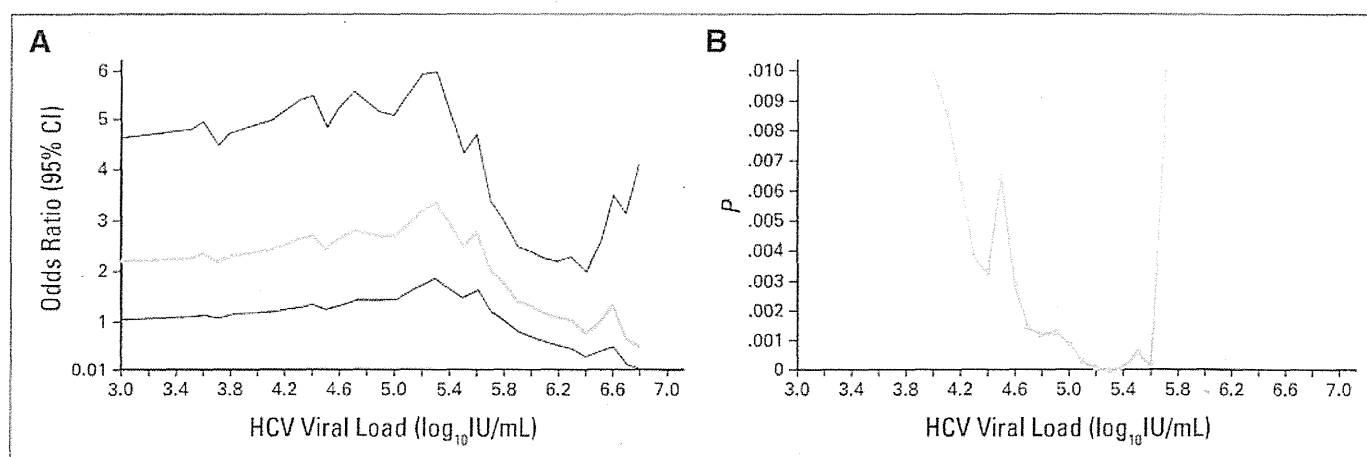 A
Odds Ratio (95% CI)
6
5
4
3
2
1
0.01
3.0 3.4 3.8 4.2 4.6 5.0 5.4 5.8 6.2 6.6 7.0
HCV Viral Load (log₁₀IU/mL)
B
P
.010
.009
.008
.007
.006
.005
.004
.003
.002
.001
0
3.0 3.4 3.8 4.2 4.6 5.0 5.4 5.8 6.2 6.6 7.0
HCV Viral Load (log₁₀IU/mL)